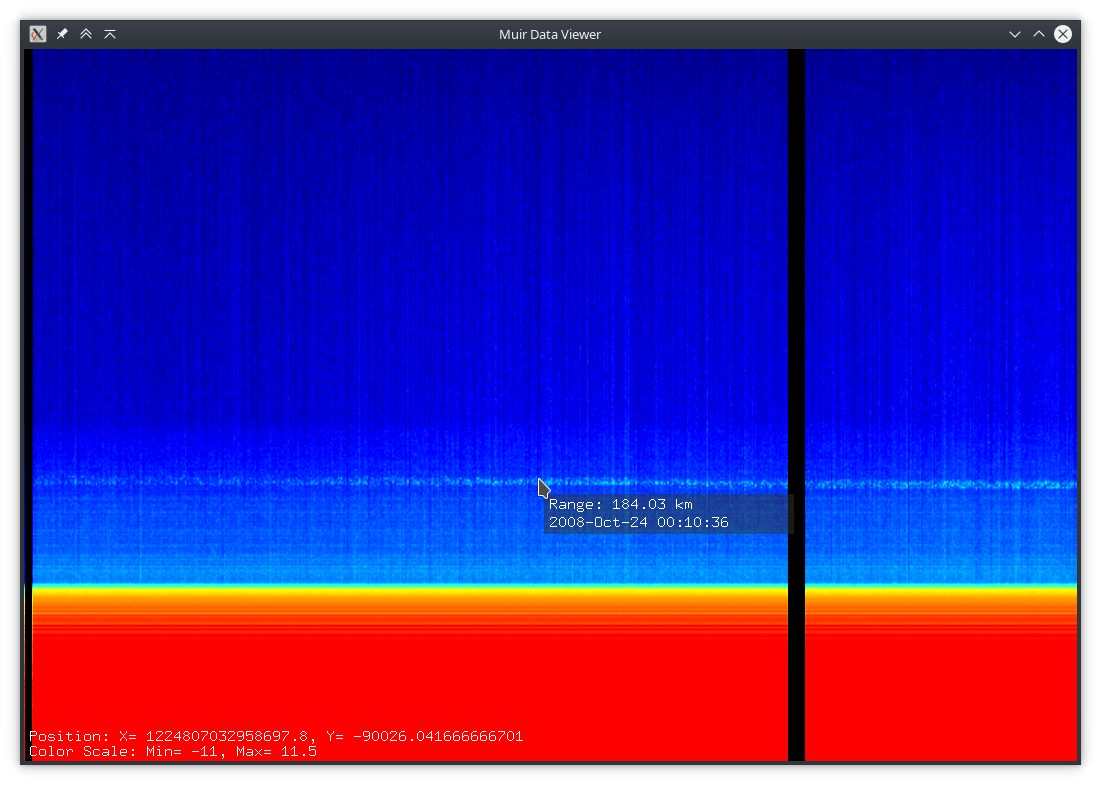 Muir Data Viewer
Range: 184.03 km
2008-Oct-24 00:10:36
Position: X= 1224807032958697.8, Y= -90026.041666666701
Color Scale: Min= -11, Max= 11.5